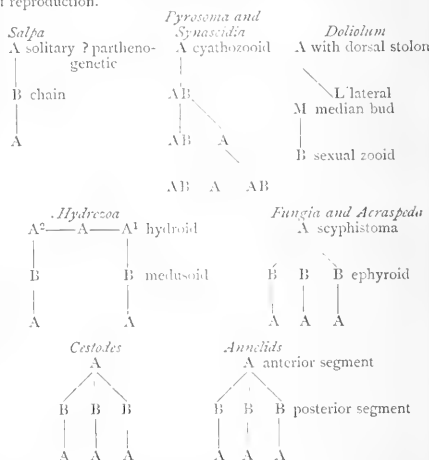 f reproduction.
Pyrosoma and
Salpa Synascidia Doliolum
A solitary ? partheno- A cyathozooid A with dorsal stolon
genetic
B chain AB L lateral
M median bud
A AB A
B sexual zooid
AB A AB
Hydrozoa Fungia and Acraspeda
A²—A—A¹ hydroid A scyphistoma
B B medusoid B B B ephyroid
A A A A A
Cestodes Annelids
A A anterior segment
B B B B B B posterior segment
A A A A A A